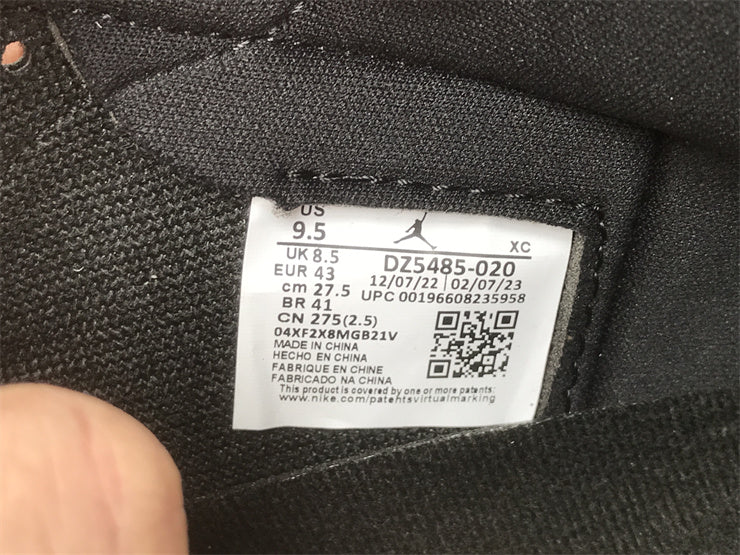 US
9.5
XC
UK 8.5
DZ5485-020
EUR 43
12/07/22 | 02/07/23
cm 27.5
UPC 00196608235958
BR 41
CN 275(2.5)
04XF2X8MGB21V
MADE IN CHINA
HECHO EN CHINA
FABRIQUE EN CHINE
FABRICADO NA CHINA
This product is covered by one or more patents:
www.nike.com/patehtsvirtualmarking